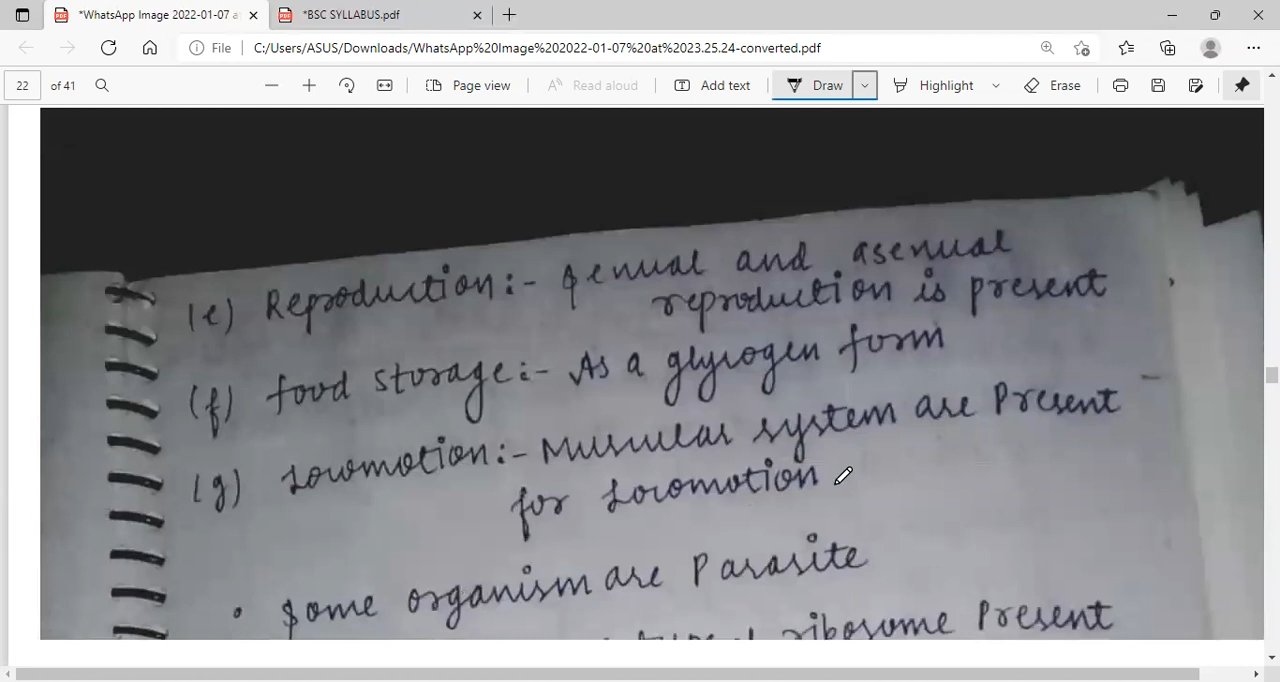 *WhatsApp Image 2022-01-07 a
*BSC SYLLABUS.pdf
File C:/Users/ASUS/Downloads/WhatsApp%20Image%202022-01-07%20at%2023.25.24-converted.pdf
22 of 41 Page view Read aloud Add text Draw Highlight Erase
(e) Reproduction:- Sexual and asexual
reproduction is present
(f) food storage:- As a glycogen form
(g) Locomotion:- Muscular system are Present
for Locomotion
• Some organism are Parasite
ribosome Present